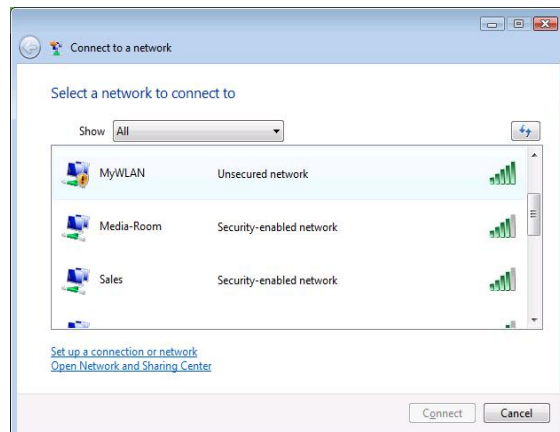 Connect to a network
Select a network to connect to
Show All
MyWLAN Unsecured network
Media-Room Security-enabled network
Sales Security-enabled network
Set up a connection or network
Open Network and Sharing Center
Connect Cancel